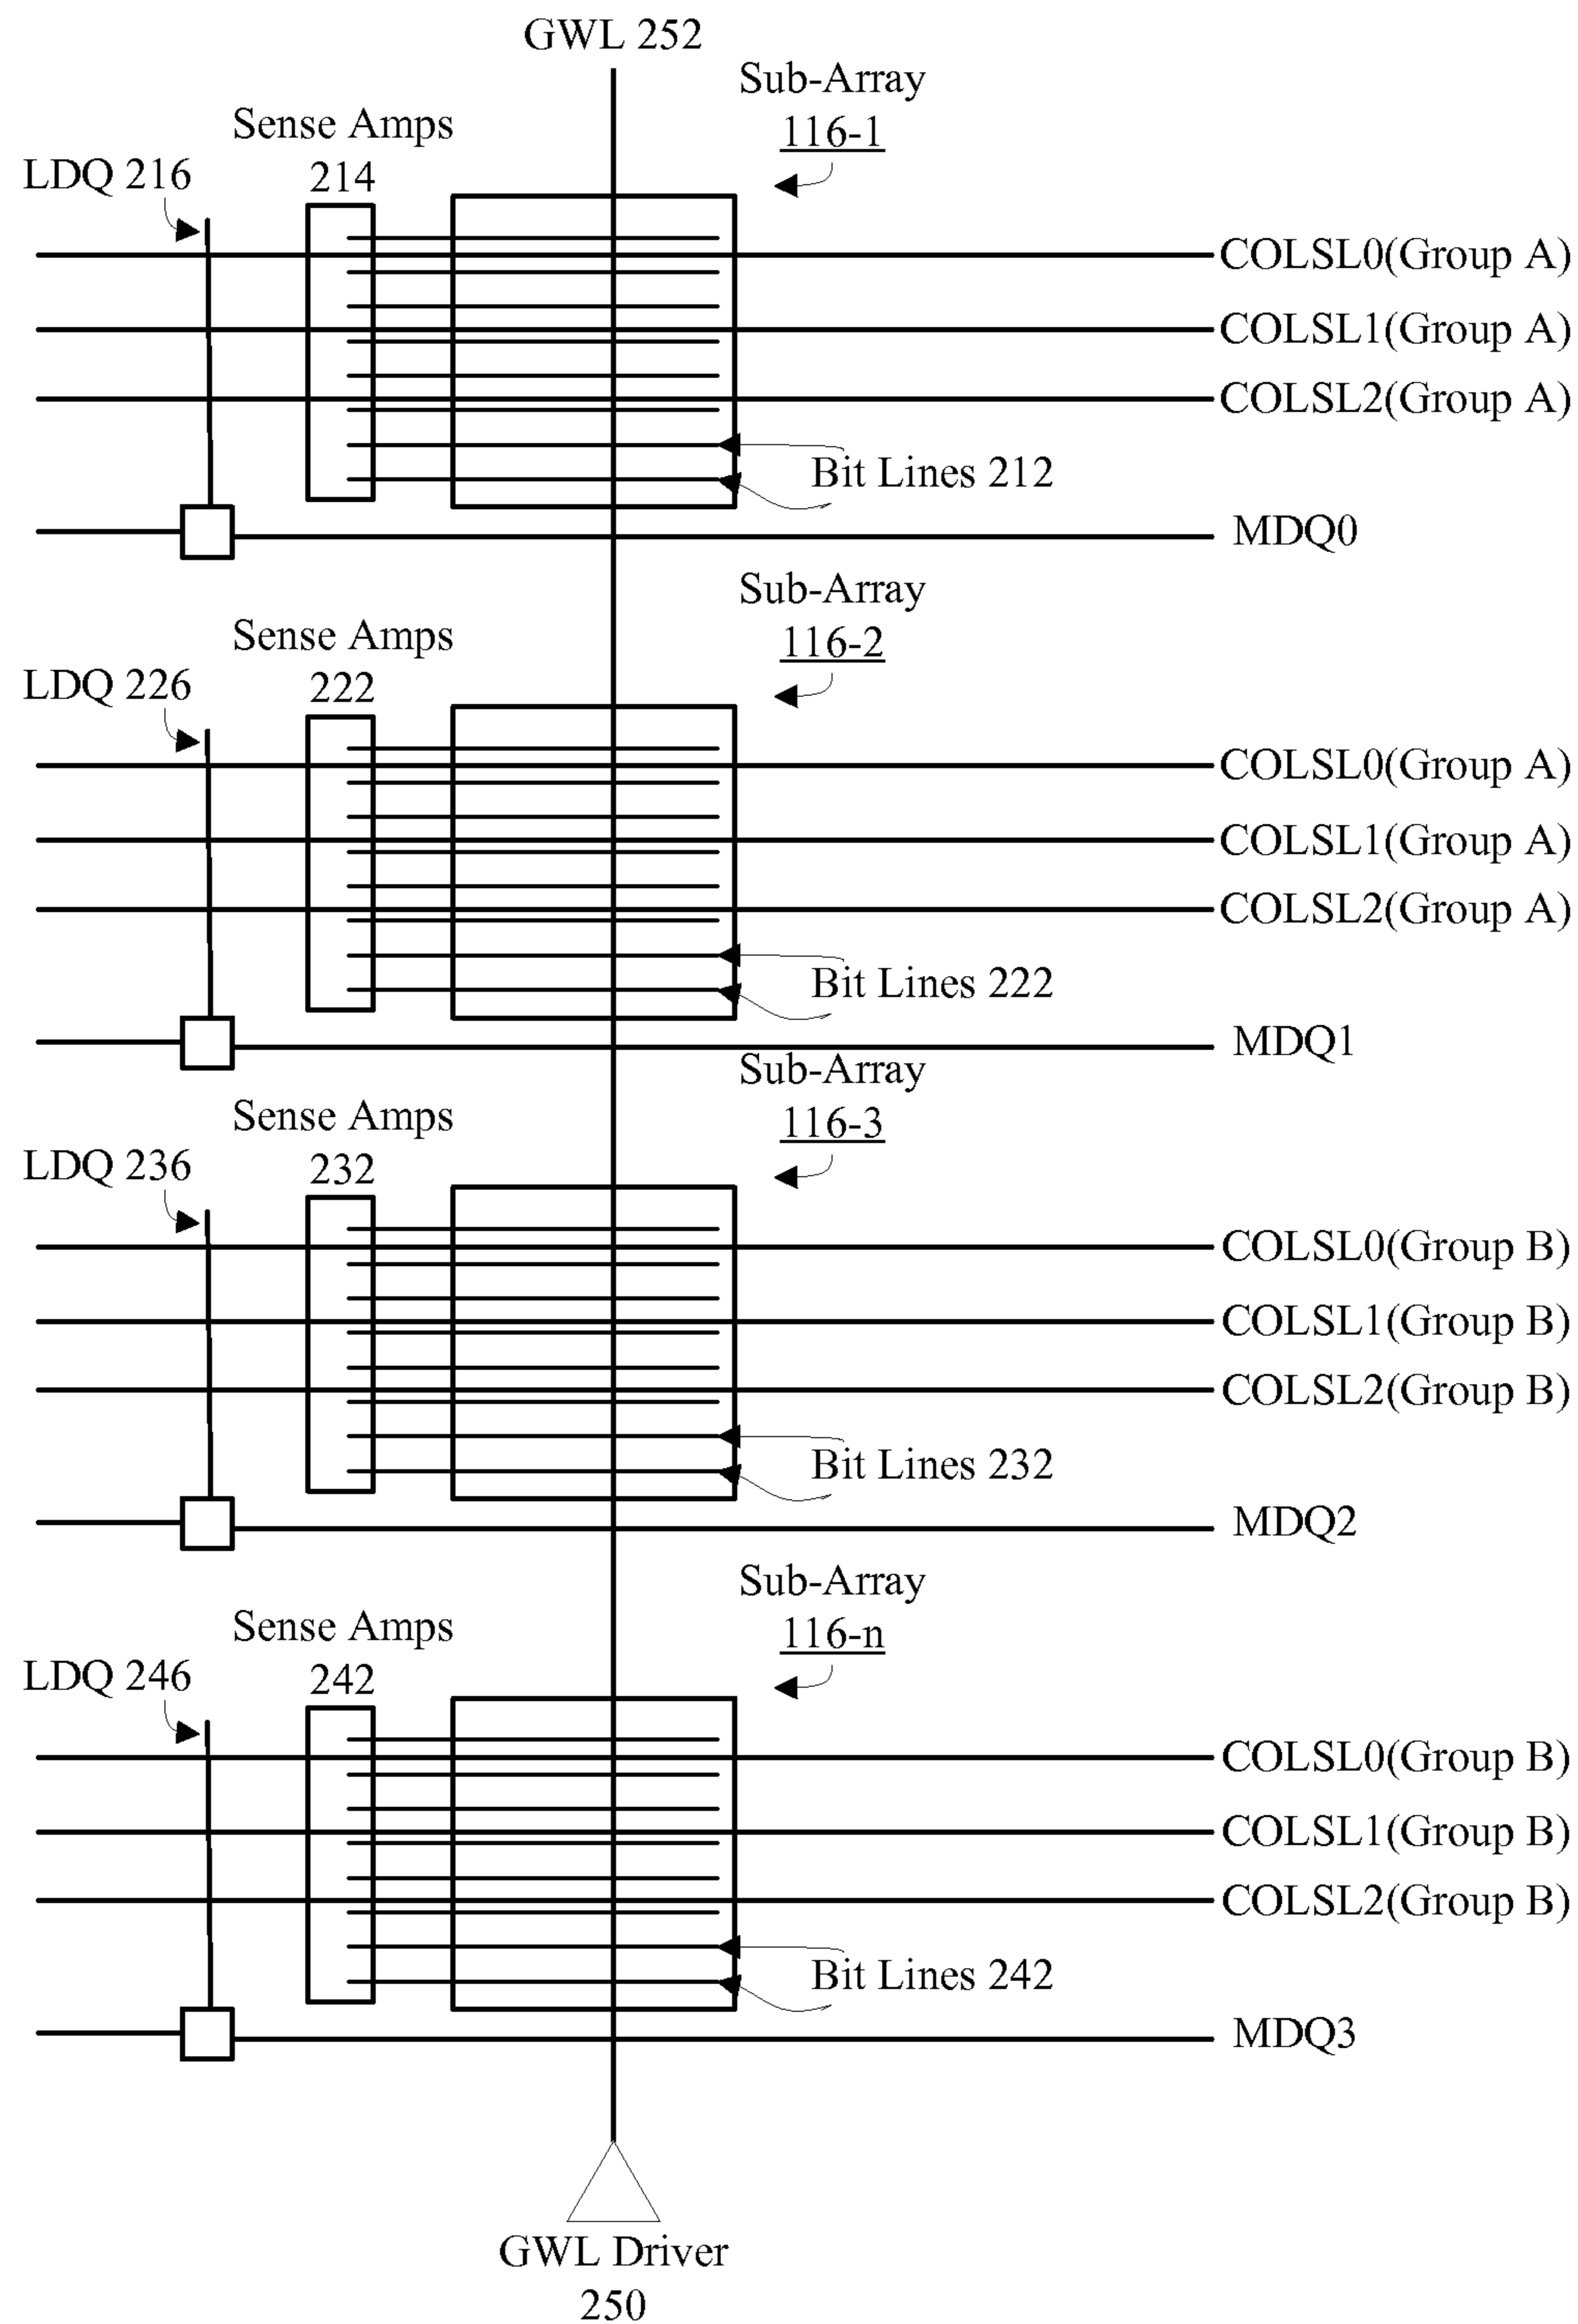 GWL 252
Sub-Array
116-1
Sense Amps
214
LDQ 216
COLSL0(Group A)
COLSL1(Group A)
COLSL2(Group A)
Bit Lines 212
MDQ0
Sub-Array
116-2
Sense Amps
222
LDQ 226
COLSL0(Group A)
COLSL1(Group A)
COLSL2(Group A)
Bit Lines 222
MDQ1
Sub-Array
116-3
Sense Amps
232
LDQ 236
COLSL0(Group B)
COLSL1(Group B)
COLSL2(Group B)
Bit Lines 232
MDQ2
Sub-Array
116-n
Sense Amps
242
LDQ 246
COLSL0(Group B)
COLSL1(Group B)
COLSL2(Group B)
Bit Lines 242
MDQ3
GWL Driver
250